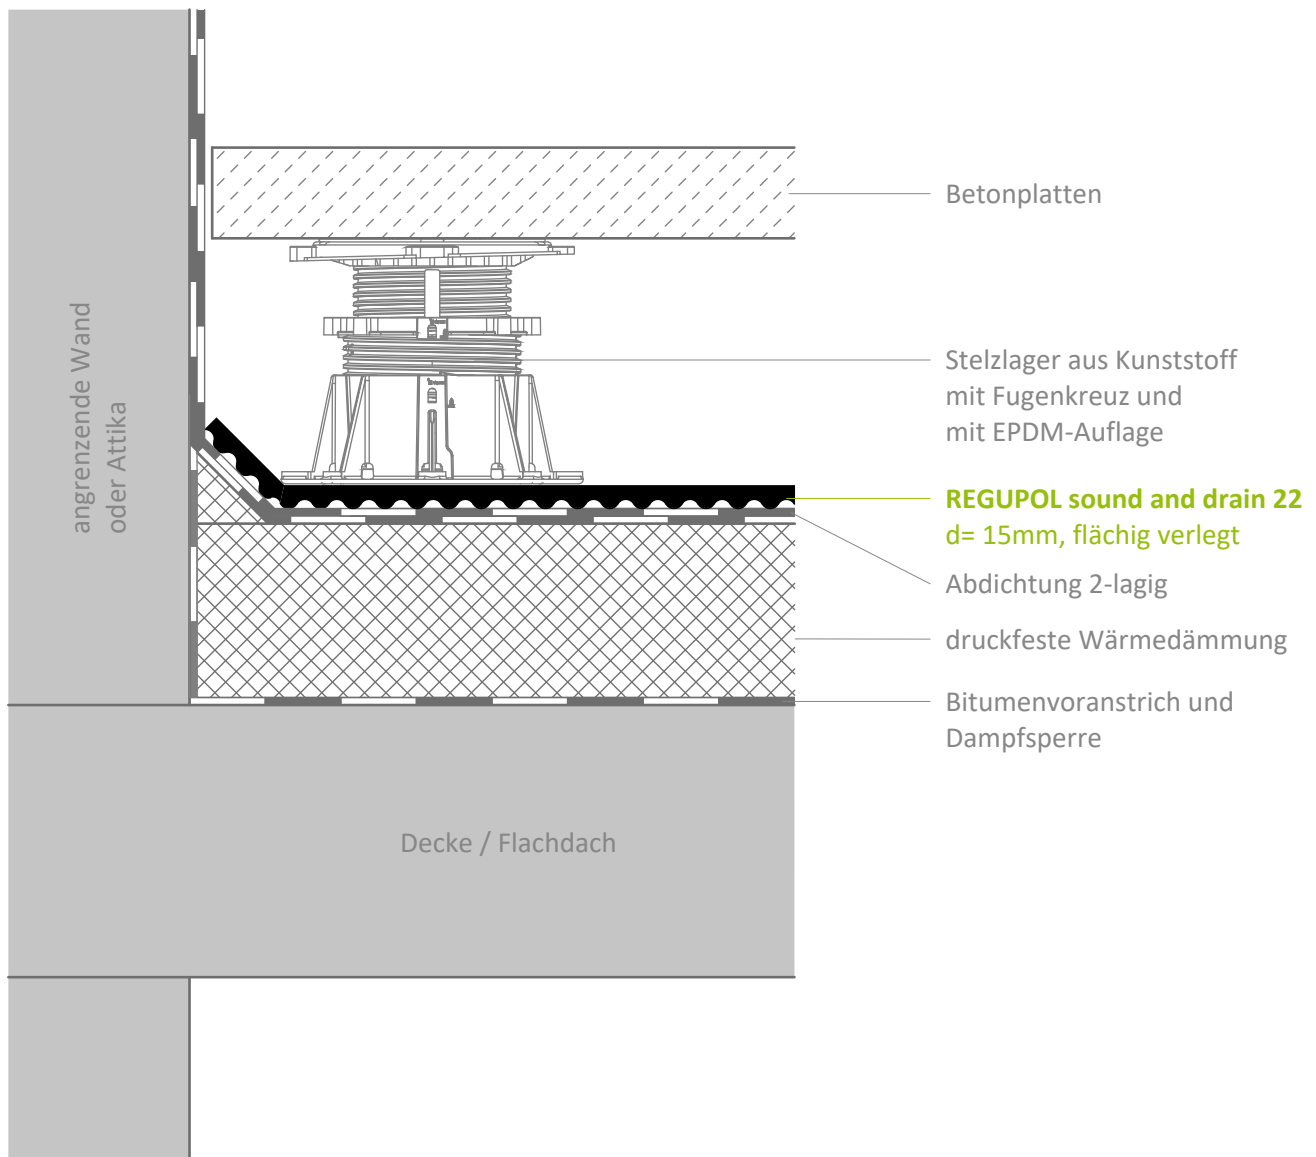 Betonplatten
angrenzende Wand
oder Attika
Stelzlager aus Kunststoff
mit Fugenkreuz und
mit EPDM-Auflage
REGUPOL sound and drain 22
d= 15mm, flächig verlegt
Abdichtung 2-lagig
druckfeste Wärmedämmung
Bitumenvoranstrich und
Dampfsperre
Decke / Flachdach